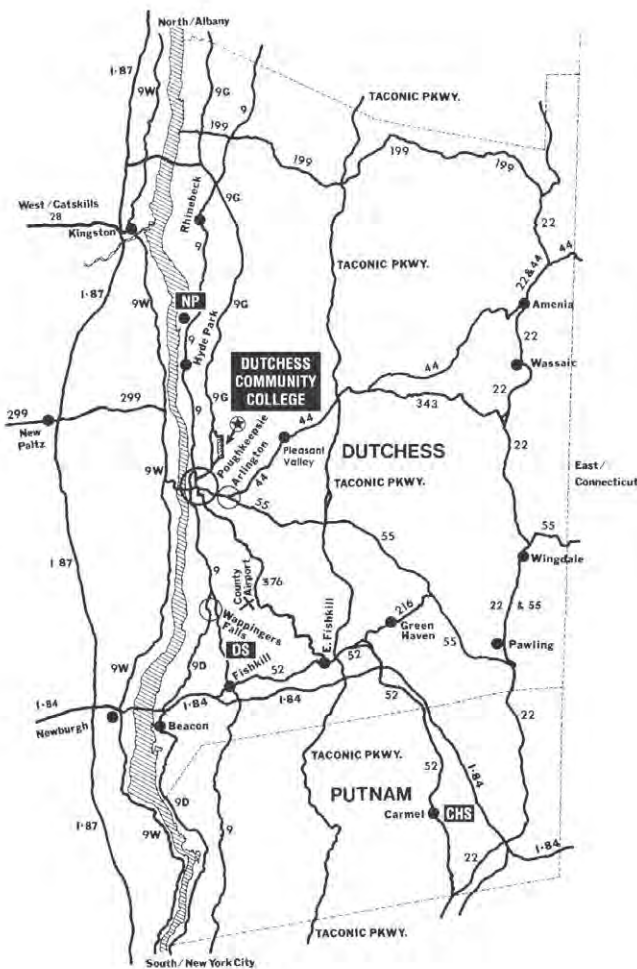 North/Albany
I-87
9W
9G
9
TACONIC PKWY.
199
199
199
199
9G
West/Catskills
28
Kingston
Rhinebeck
9
22
44
TACONIC PKWY.
22 & 44
I-87
9W
NP
9G
Amenia
Hyde Park
9
22
DUTCHESS
COMMUNITY
COLLEGE
44
Wassaic
299
299
New
Paltz
9
9G
44
343
22
Pleasant
Valley
DUTCHESS
Poughkeepsie
Arlington
22
9W
44
TACONIC PKWY.
East/
Connecticut
55
55
55
Wingdale
I 87
9
County
Airport
376
Wappingers
Falls
216
Green
Haven
22
& 55
DS
E. Fishkill
52
55
Pawling
9W
9D
Fishkill
52
52
I-84
I-84
I-84
22
Newburgh
Beacon
TACONIC PKWY.
52
I-84
9D
PUTNAM
Carmel
CHS
I-87
9W
9
22
I-84
TACONIC PKWY.
South/New York City